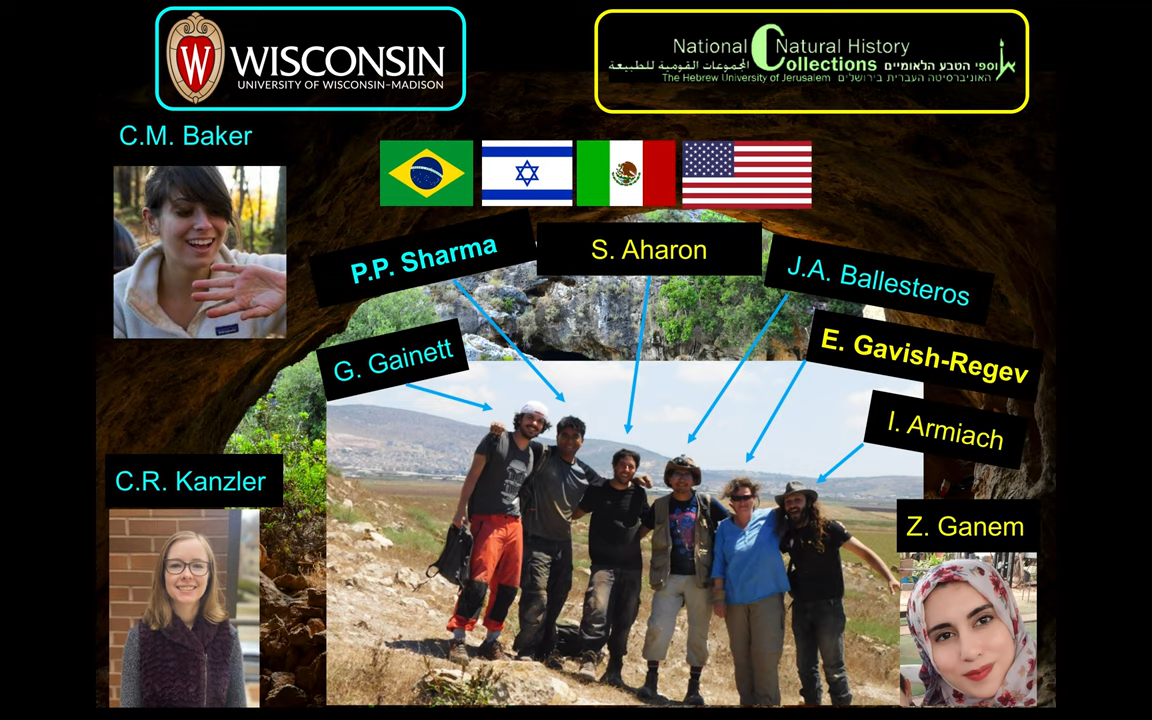 WISCONSIN
UNIVERSITY OF WISCONSIN–MADISON
National Natural History
Collections
المجموعات القومية للطبيعة
אוספי הטבע הלאומיים
The Hebrew University of Jerusalem האוניברסיטה העברית בירושלים
C.M. Baker
P.P. Sharma
S. Aharon
J.A. Ballesteros
G. Gainett
E. Gavish-Regev
I. Armiach
C.R. Kanzler
Z. Ganem